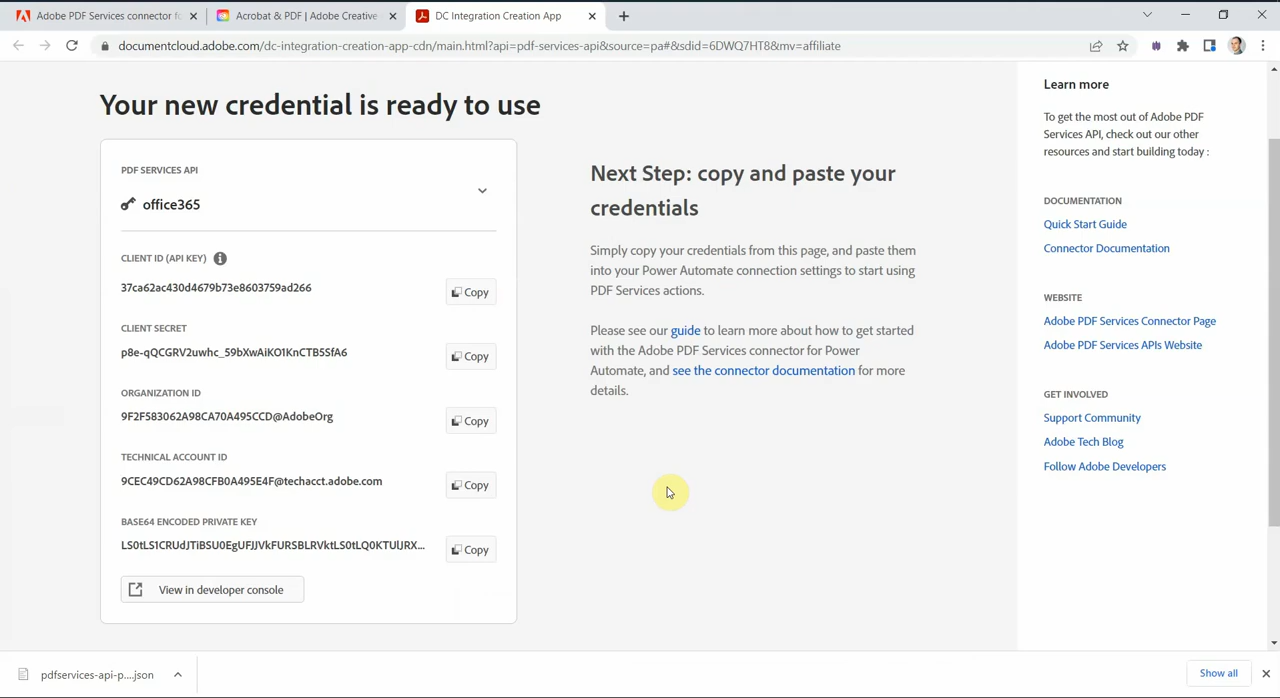 Adobe PDF Services connector fo
Acrobat & PDF | Adobe Creative
DC Integration Creation App
documentcloud.adobe.com/dc-integration-creation-app-cdn/main.html?api=pdf-services-api&source=pa#&sdid=6DWQ7HT8&mv=affiliate
Your new credential is ready to use
PDF SERVICES API
office365
CLIENT ID (API KEY)
37ca62ac430d4679b73e8603759ad266
Copy
CLIENT SECRET
p8e-qQCGRV2uwhc_59bXwAiKO1KnCTB5SfA6
Copy
ORGANIZATION ID
9F2F583062A98CA70A495CCD@AdobeOrg
Copy
TECHNICAL ACCOUNT ID
9CEC49CD62A98CFB0A495E4F@techacct.adobe.com
Copy
BASE64 ENCODED PRIVATE KEY
LS0tLS1CRUdJTiBSU0EgUFJJVkFURSBLRVktLS0tLQ0KTUlJRX...
Copy
View in developer console
Next Step: copy and paste your
credentials
Simply copy your credentials from this page, and paste them
into your Power Automate connection settings to start using
PDF Services actions.
Please see our guide to learn more about how to get started
with the Adobe PDF Services connector for Power
Automate, and see the connector documentation for more
details.
Learn more
To get the most out of Adobe PDF
Services API, check out our other
resources and start building today :
DOCUMENTATION
Quick Start Guide
Connector Documentation
WEBSITE
Adobe PDF Services Connector Page
Adobe PDF Services APIs Website
GET INVOLVED
Support Community
Adobe Tech Blog
Follow Adobe Developers
pdfservices-api-p....json
Show all